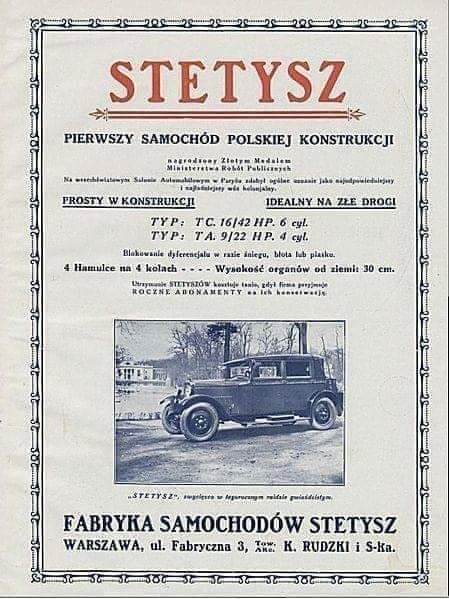 STETYSZ
PIERWSZY SAMOCHÓD POLSKIEJ KONSTRUKCJI
nagrodzony Złotym Medalem
Ministerstwa Robót Publicznych
Na wszechświatowym Salonie Automobilowym w Paryżu zdobył ogólne uznanie jako najodpowiedniejszy
i najładniejszy wóz kolonjalny.
PROSTY W KONSTRUKCJI IDEALNY NA ZŁE DROGI
TYP: TC. 16/42 HP. 6 cyl.
TYP: TA. 9/22 HP. 4 cyl.
Blokowanie dyferencjału w razie śniegu, błota lub piasku.
4 Hamulce na 4 kołach - - - - Wysokość organów od ziemi: 30 cm.
Utrzymanie STETYSZÓW kosztuje tanio, gdyż firma przyjmuje
ROCZNE ABONAMENTY na ich konserwację.
„STETYSZ", zwycięzca w tegorocznym raidzie gwiaździstym.
FABRYKA SAMOCHODÓW STETYSZ
WARSZAWA, ul. Fabryczna 3, Tow. Akc. K. RUDZKI i S-ka.